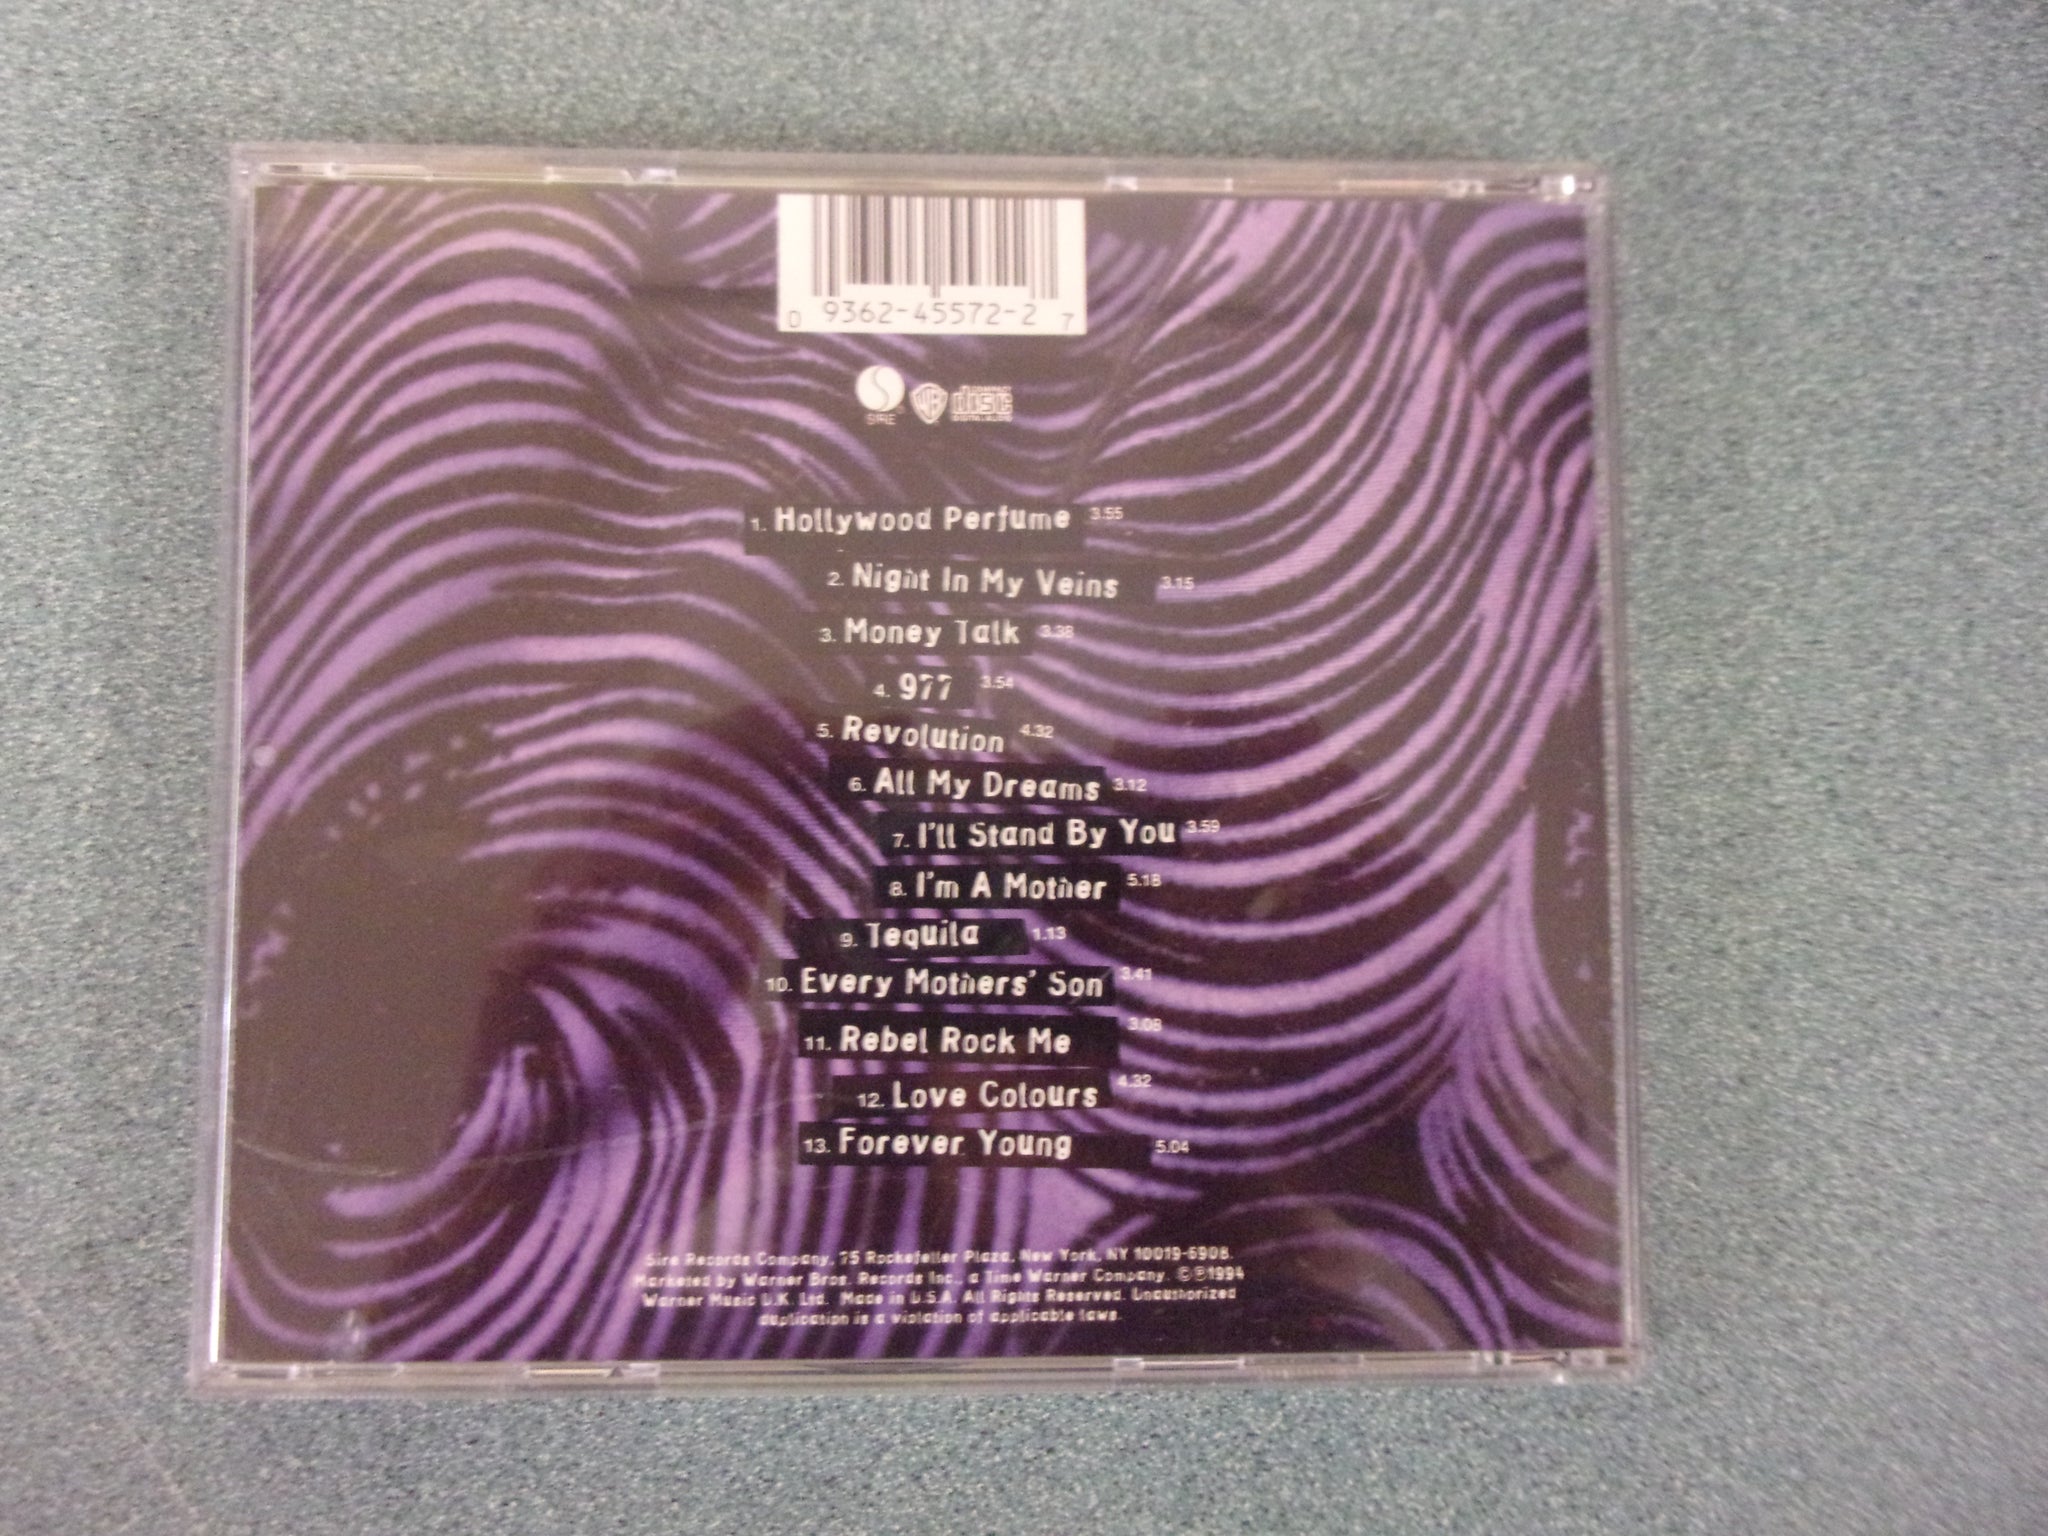 0 9362-45572-2 7
SIRE WB COMPACT disc DIGITAL AUDIO
1. Hollywood Perfume 3.55
2. Night In My Veins 3.15
3. Money Talk 3.38
4. 977 3.54
5. Revolution 4.32
6. All My Dreams 3.12
7. I'll Stand By You 3.59
8. I'm A Mother 5.18
9. Tequila 1.13
10. Every Mothers' Son 3.41
11. Rebel Rock Me 3.08
12. Love Colours 4.32
13. Forever Young 5.04
Sire Records Company, 75 Rockefeller Plaza, New York, NY 10019-6908.
Marketed by Warner Bros. Records Inc., a Time Warner Company. ©℗1994
Warner Music U.K. Ltd. Made in U.S.A. All Rights Reserved. Unauthorized
duplication is a violation of applicable laws.